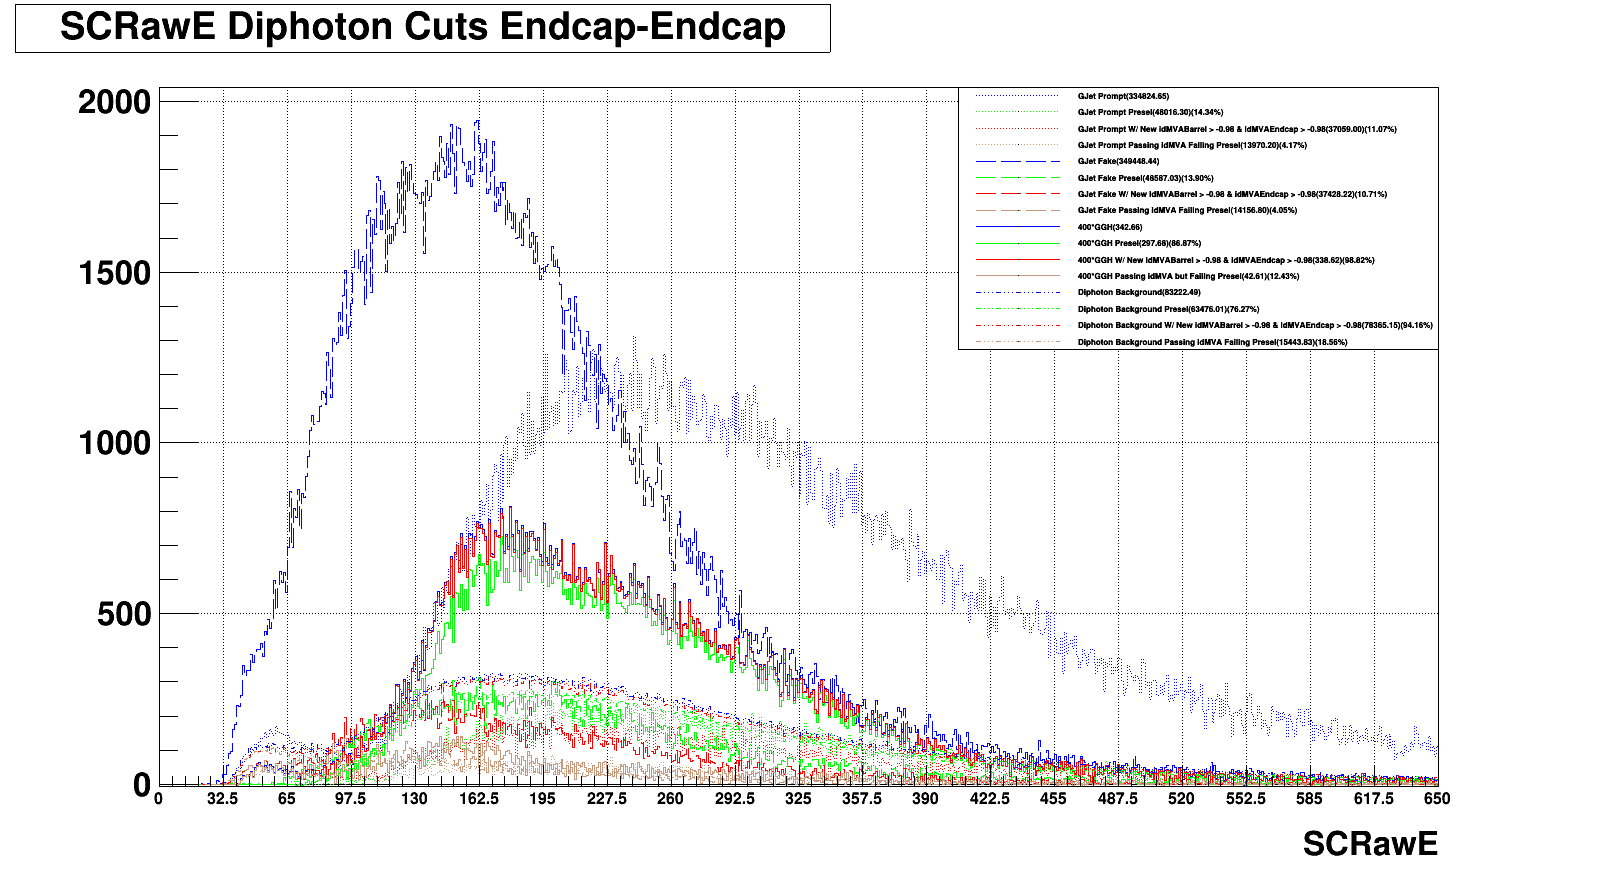 SCRawE Diphoton Cuts Endcap-Endcap
2000
1500
1000
500
0
GJet Prompt(334824.65)
GJet Prompt Presel(48016.30)(14.34%)
GJet Prompt W/ New idMVABarrel > -0.98 & idMVAEndcap > -0.98(37059.00)(11.07%)
GJet Prompt Passing idMVA Failing Presel(13970.20)(4.17%)
GJet Fake(349448.44)
GJet Fake Presel(48587.03)(13.90%)
GJet Fake W/ New idMVABarrel > -0.98 & idMVAEndcap > -0.98(37428.22)(10.71%)
GJet Fake Passing idMVA Failing Presel(14156.80)(4.05%)
400*GGH(342.66)
400*GGH Presel(297.68)(86.87%)
400*GGH W/ New idMVABarrel > -0.98 & idMVAEndcap > -0.98(338.62)(98.82%)
400*GGH Passing idMVA but Failing Presel(42.61)(12.43%)
Diphoton Background(83222.49)
Diphoton Background Presel(63476.01)(76.27%)
Diphoton Background W/ New idMVABarrel > -0.98 & idMVAEndcap > -0.98(78365.15)(94.16%)
Diphoton Background Passing idMVA Failing Presel(15443.83)(18.56%)
0 32.5 65 97.5 130 162.5 195 227.5 260 292.5 325 357.5 390 422.5 455 487.5 520 552.5 585 617.5 650
SCRawE